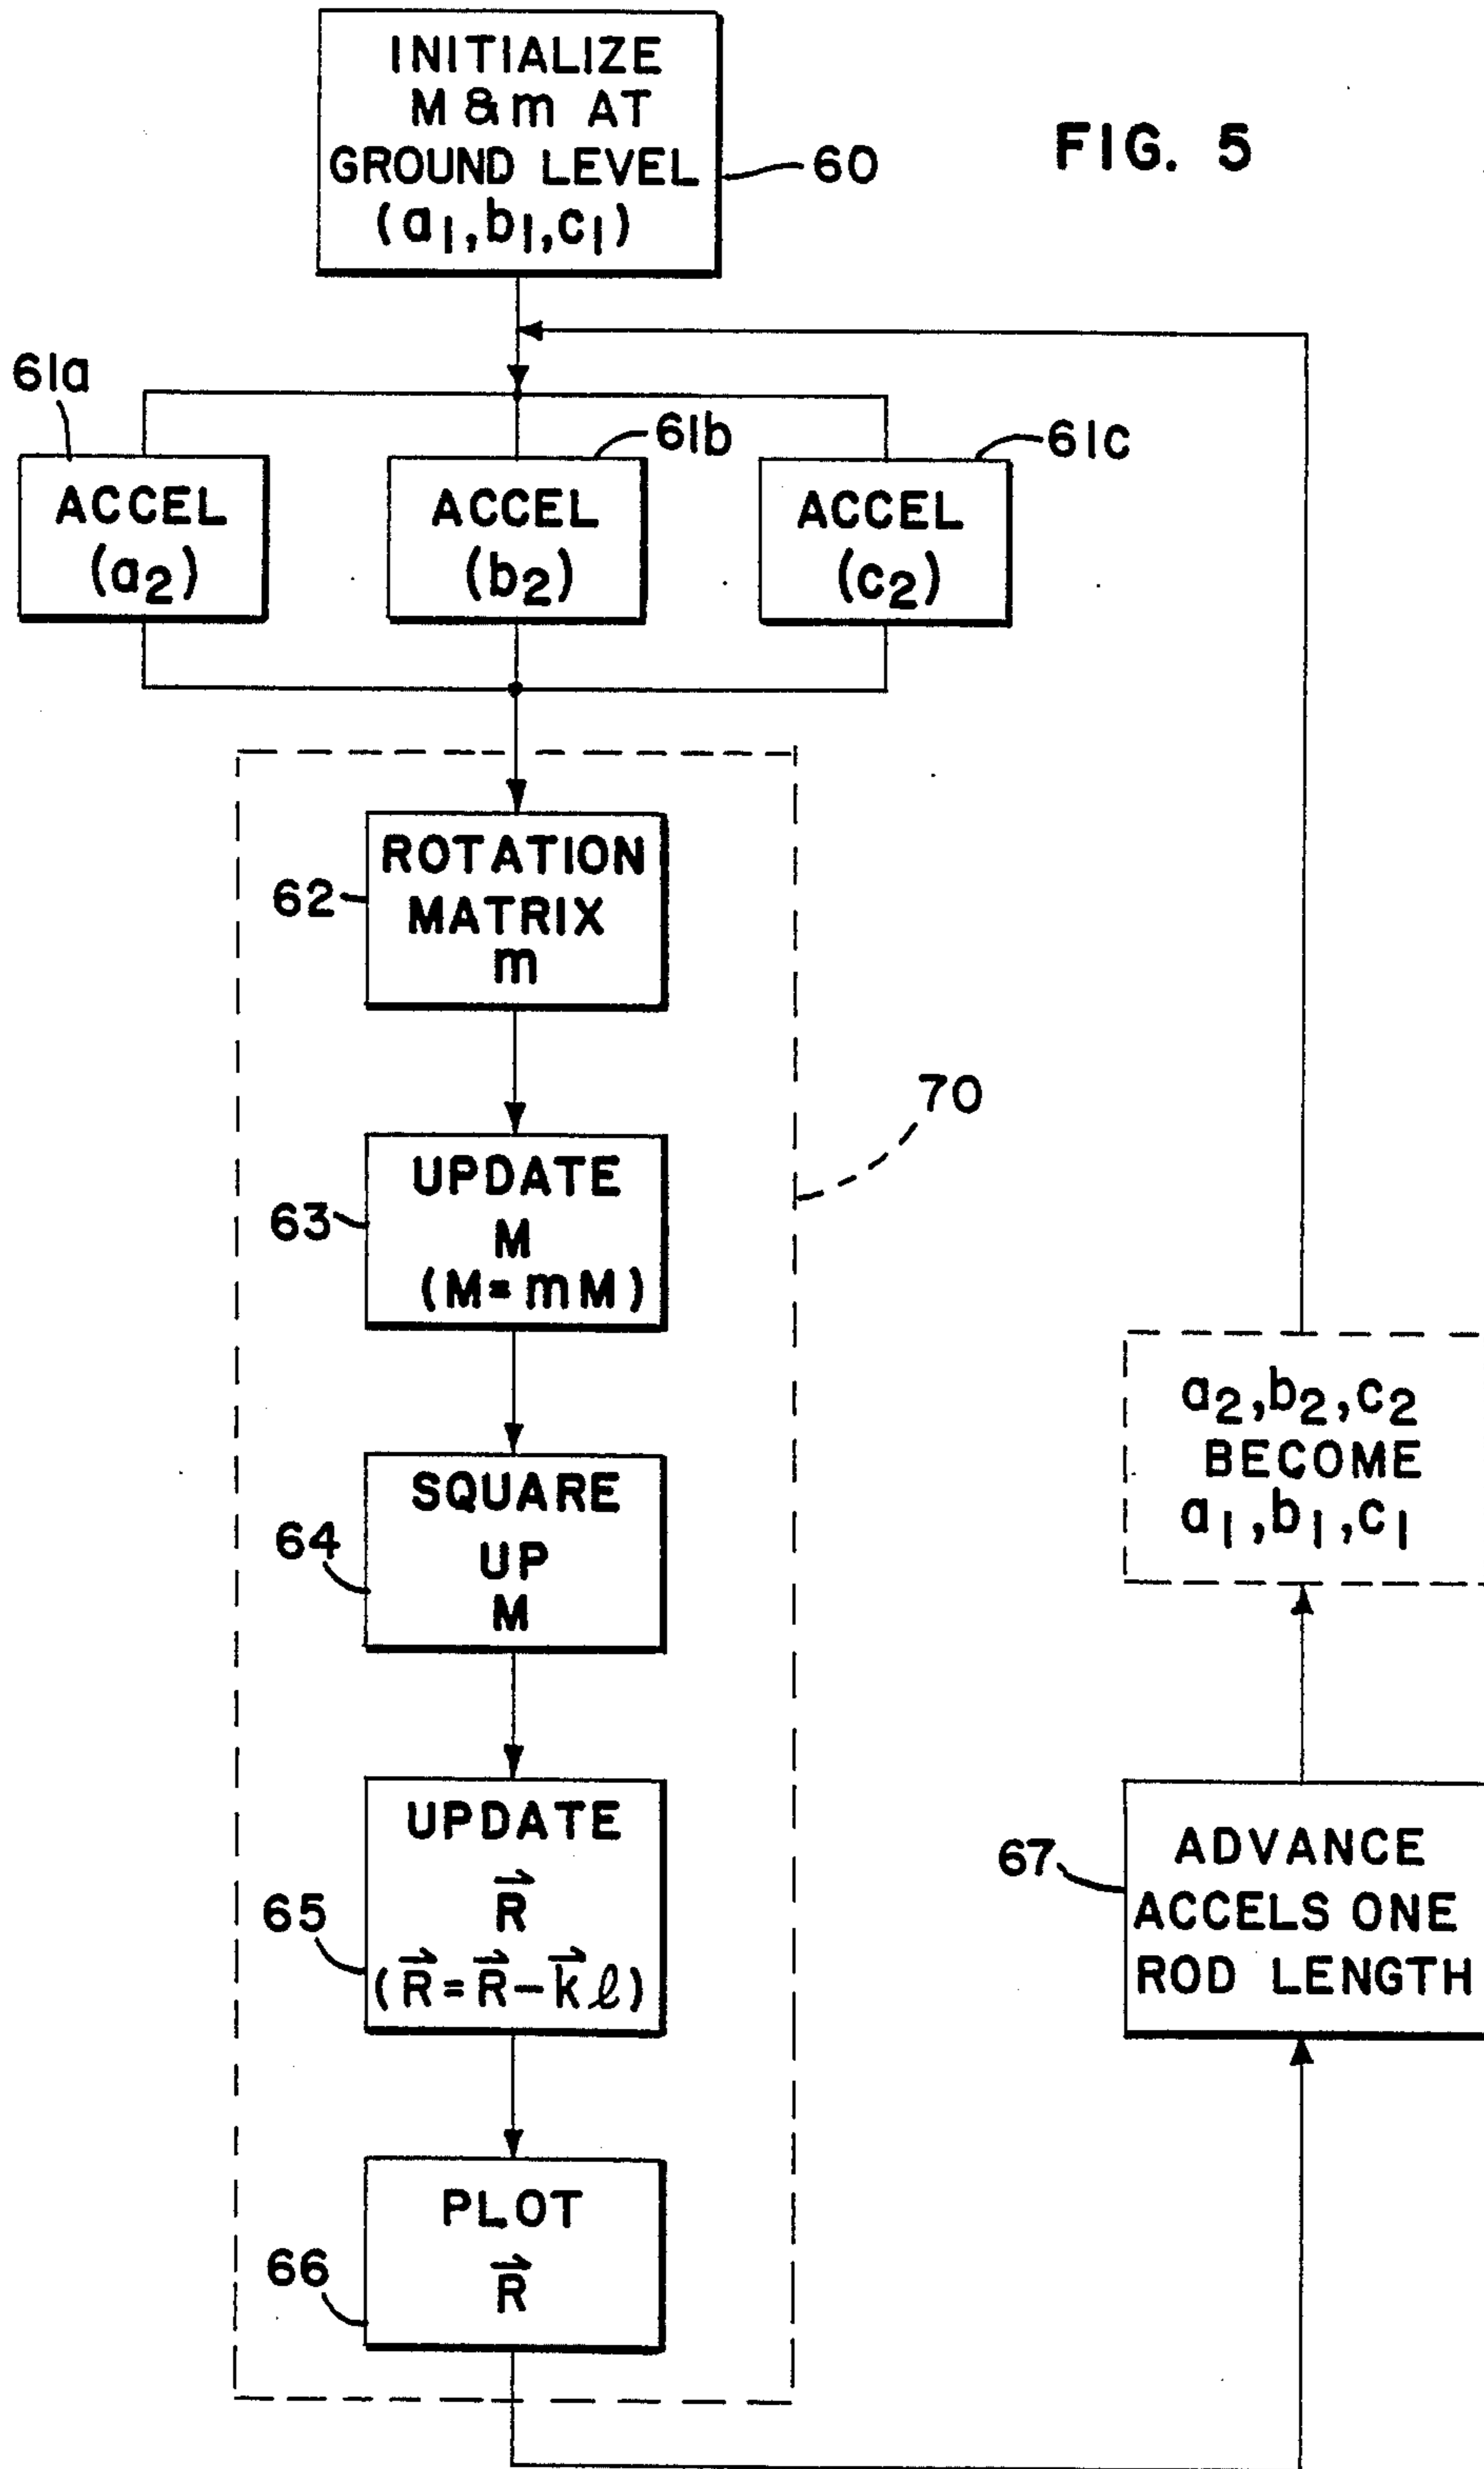 INITIALIZE
M & m AT
GROUND LEVEL
(a1,b1,c1)
60
FIG. 5
61a
61b
61c
ACCEL
(a2)
ACCEL
(b2)
ACCEL
(c2)
ROTATION
MATRIX
m
62
70
UPDATE
M
(M=mM)
63
a2,b2,c2
BECOME
a1,b1,c1
SQUARE
UP
M
64
UPDATE
R⃗
(R⃗=R⃗-k⃗ℓ)
65
67
ADVANCE
ACCELS ONE
ROD LENGTH
PLOT
R⃗
66